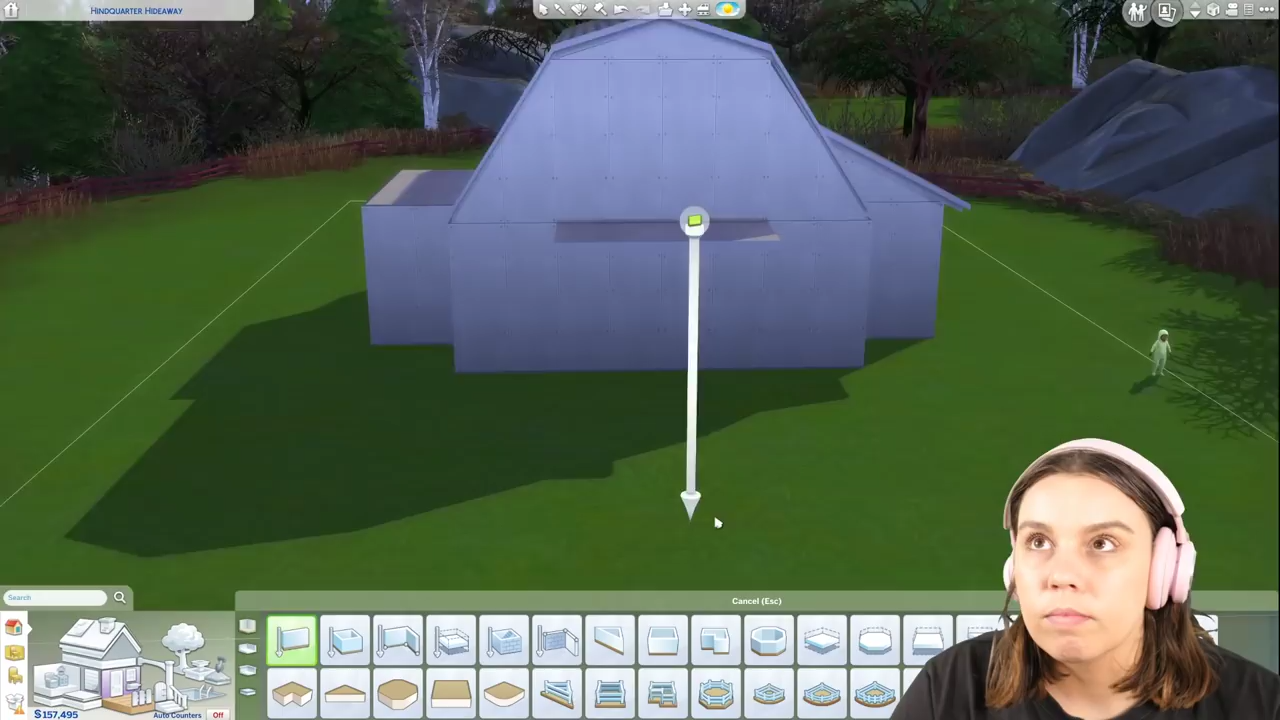 HINDQUARTER HIDEAWAY
Cancel (Esc)
Search
$157,495
Auto Counters
Off